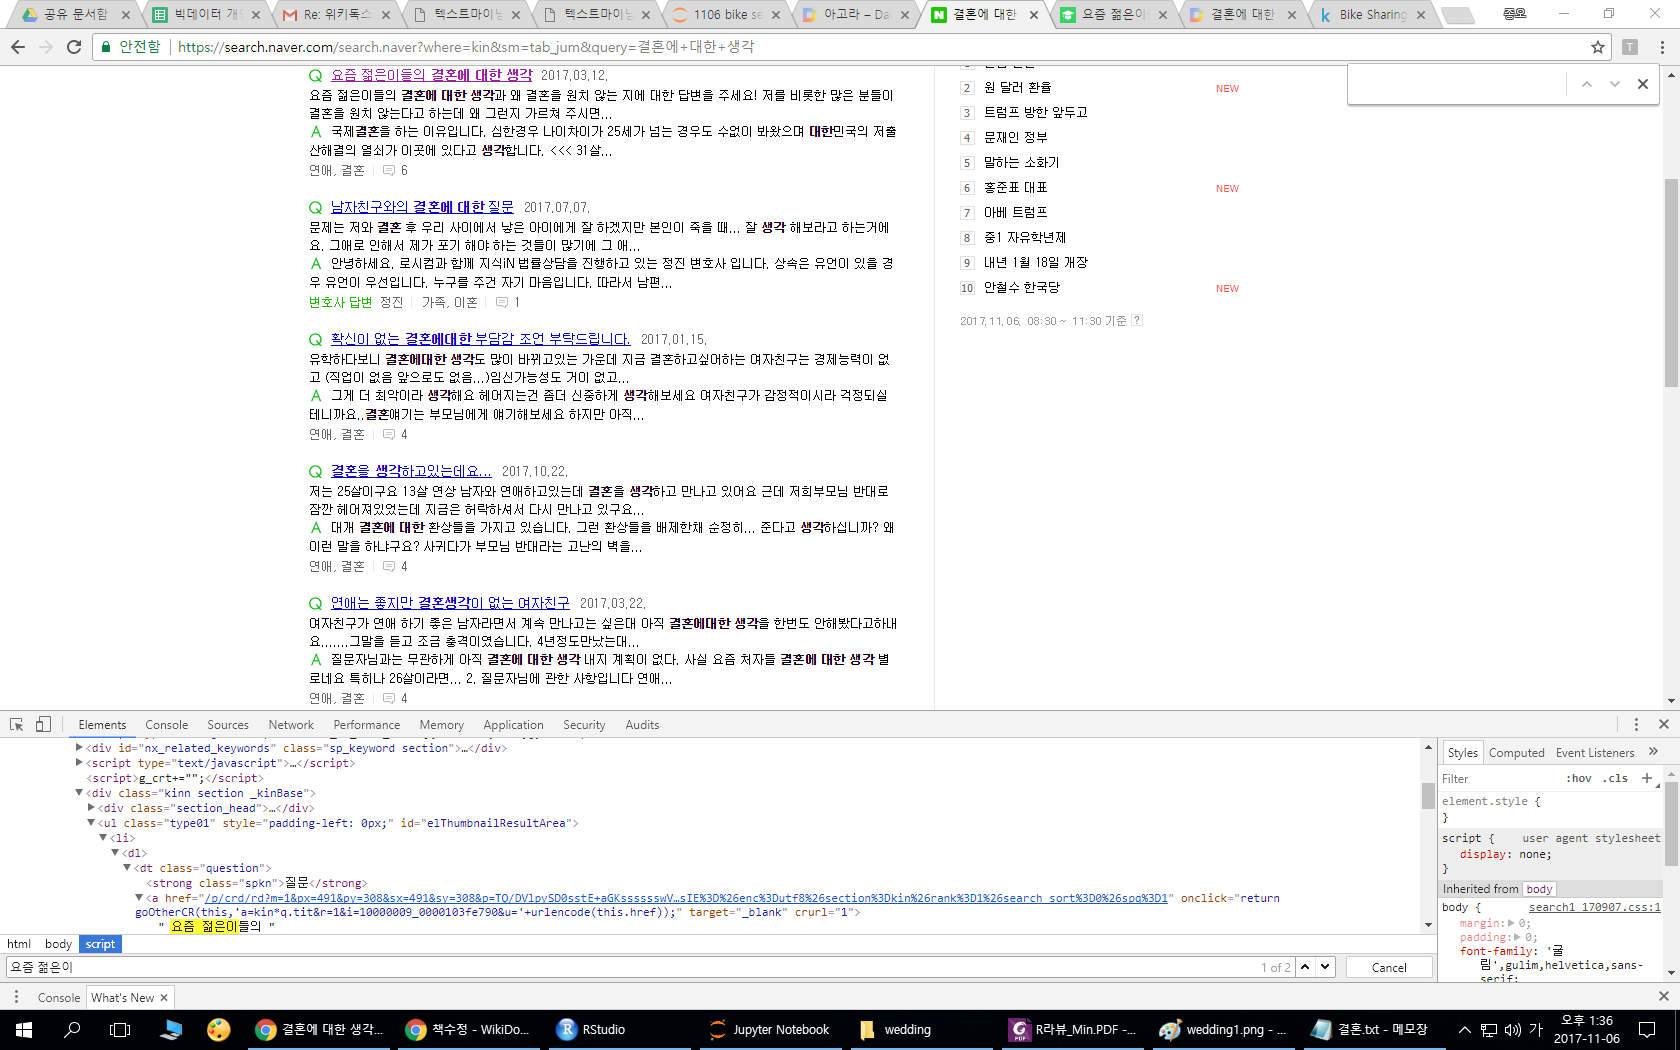 공유 문서함
빅데이터 개인
Re: 위키독스
텍스트마이닝
텍스트마이닝
1106 bike se
아고라 – Da
결혼에 대한
요즘 젊은이들
결혼에 대한
Bike Sharing
종오
안전함
https://search.naver.com/search.naver?where=kin&sm=tab_jum&query=결혼에+대한+생각
Q 요즘 젊은이들의 결혼에 대한 생각 2017.03.12.
요즘 젊은이들의 결혼에 대한 생각과 왜 결혼을 원치 않는 지에 대한 답변을 주세요! 저를 비롯한 많은 분들이
결혼을 원치 않는다고 하는데 왜 그런지 가르쳐 주시면...
A 국제결혼을 하는 이유입니다. 심한경우 나이차이가 25세가 넘는 경우도 수없이 봐왔으며 대한민국의 저출
산해결의 열쇠가 이곳에 있다고 생각합니다. <<< 31살...
연애, 결혼 6
Q 남자친구와의 결혼에 대한 질문 2017.07.07.
문제는 저와 결혼 후 우리 사이에서 낳은 아이에게 잘 하겠지만 본인이 죽을 때... 잘 생각 해보라고 하는거에
요. 그애로 인해서 제가 포기 해야 하는 것들이 많기에 그 애...
A 안녕하세요. 로시컴과 함께 지식iN 법률상담을 진행하고 있는 정진 변호사 입니다. 상속은 유언이 있을 경
우 유언이 우선입니다. 누구를 주건 자기 마음입니다. 따라서 남편...
변호사 답변 정진 가족, 이혼 1
Q 확신이 없는 결혼에대한 부담감 조언 부탁드립니다. 2017.01.15.
유학하다보니 결혼에대한 생각도 많이 바뀌고있는 가운데 지금 결혼하고싶어하는 여자친구는 경제능력이 없
고 (직업이 없음 앞으로도 없음...)임신가능성도 거이 없고...
A 그게 더 최악이라 생각해요 헤어지는건 좀더 신중하게 생각해보세요 여자친구가 감정적이시라 걱정되실
테니까요..결혼얘기는 부모님에게 얘기해보세요 하지만 아직...
연애, 결혼 4
Q 결혼을 생각하고있는데요... 2017.10.22.
저는 25살이구요 13살 연상 남자와 연애하고있는데 결혼을 생각하고 만나고 있어요 근데 저희부모님 반대로
잠깐 헤어져있었는데 지금은 허락하셔서 다시 만나고 있구요...
A 대개 결혼에 대한 환상들을 가지고 있습니다. 그런 환상들을 배제한채 순정히... 준다고 생각하십니까? 왜
이런 말을 하냐구요? 사귀다가 부모님 반대라는 고난의 벽을...
연애, 결혼 4
Q 연애는 좋지만 결혼생각이 없는 여자친구 2017.03.22.
여자친구가 연애 하기 좋은 남자라면서 계속 만나고는 싶은대 아직 결혼에대한 생각을 한번도 안해봤다고하내
요.......그말을 듣고 조금 충격이였습니다. 4년정도만났는대...
A 질문자님과는 무관하게 아직 결혼에 대한 생각 내지 계획이 없다. 사실 요즘 처자들 결혼에 대한 생각 별
로네요 특히나 26살이라면... 2. 질문자님에 관한 사항입니다 연애...
연애, 결혼 4
2 원 달러 환율 NEW
3 트럼프 방한 앞두고
4 문재인 정부
5 말하는 소화기
6 홍준표 대표 NEW
7 아베 트럼프
8 중1 자유학년제
9 내년 1월 18일 개장
10 안철수 한국당 NEW
2017.11.06. 08:30 ~ 11:30 기준 ?
Elements Console Sources Network Performance Memory Application Security Audits
<div id="nx_related_keywords" class="sp_keyword section">…</div>
<script type="text/javascript">…</script>
<script>g_crt+="";</script>
<div class="kinn section _kinBase">
<div class="section_head">…</div>
<ul class="type01" style="padding-left: 0px;" id="elThumbnailResultArea">
<li>
<dl>
<dt class="question">
<strong class="spkn">질문</strong>
<a href="/p/crd/rd?m=1&px=491&py=308&sx=491&sy=308&p=TO/DVlpySD0sstE+aGKsssssswV…sIE%3D%26enc%3Dutf8%26section%3Dkin%26rank%3D1%26search_sort%3D0%26spq%3D1" onclick="return
goOtherCR(this,'a=kin*q.tit&r=1&i=10000009_0000103fe790&u='+urlencode(this.href));" target="_blank" crurl="1">
" 요즘 젊은이들의 "
html body script
요즘 젊은이
1 of 2
Cancel
Styles Computed Event Listeners »
Filter :hov .cls +
element.style {
}
script { user agent stylesheet
display: none;
}
Inherited from body
body { search1_170907.css:1
margin:▶0;
padding:▶0;
font-family: '굴
림',gulim,helvetica,sans-
serif;
Console What's New
결혼에 대한 생각...
책수정 - WikiDo...
RStudio
Jupyter Notebook
wedding
R라뷰_Min.PDF -...
wedding1.png - ...
결혼.txt - 메모장
가
오후 1:36
2017-11-06